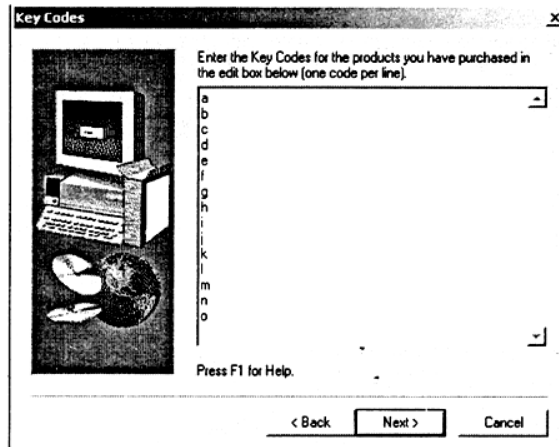 Key Codes
Enter the Key Codes for the products you have purchased in
the edit box below (one code per line).
a
b
c
d
e
f
g
h
i
j
k
l
m
n
o
Press F1 for Help.
< Back
Next >
Cancel